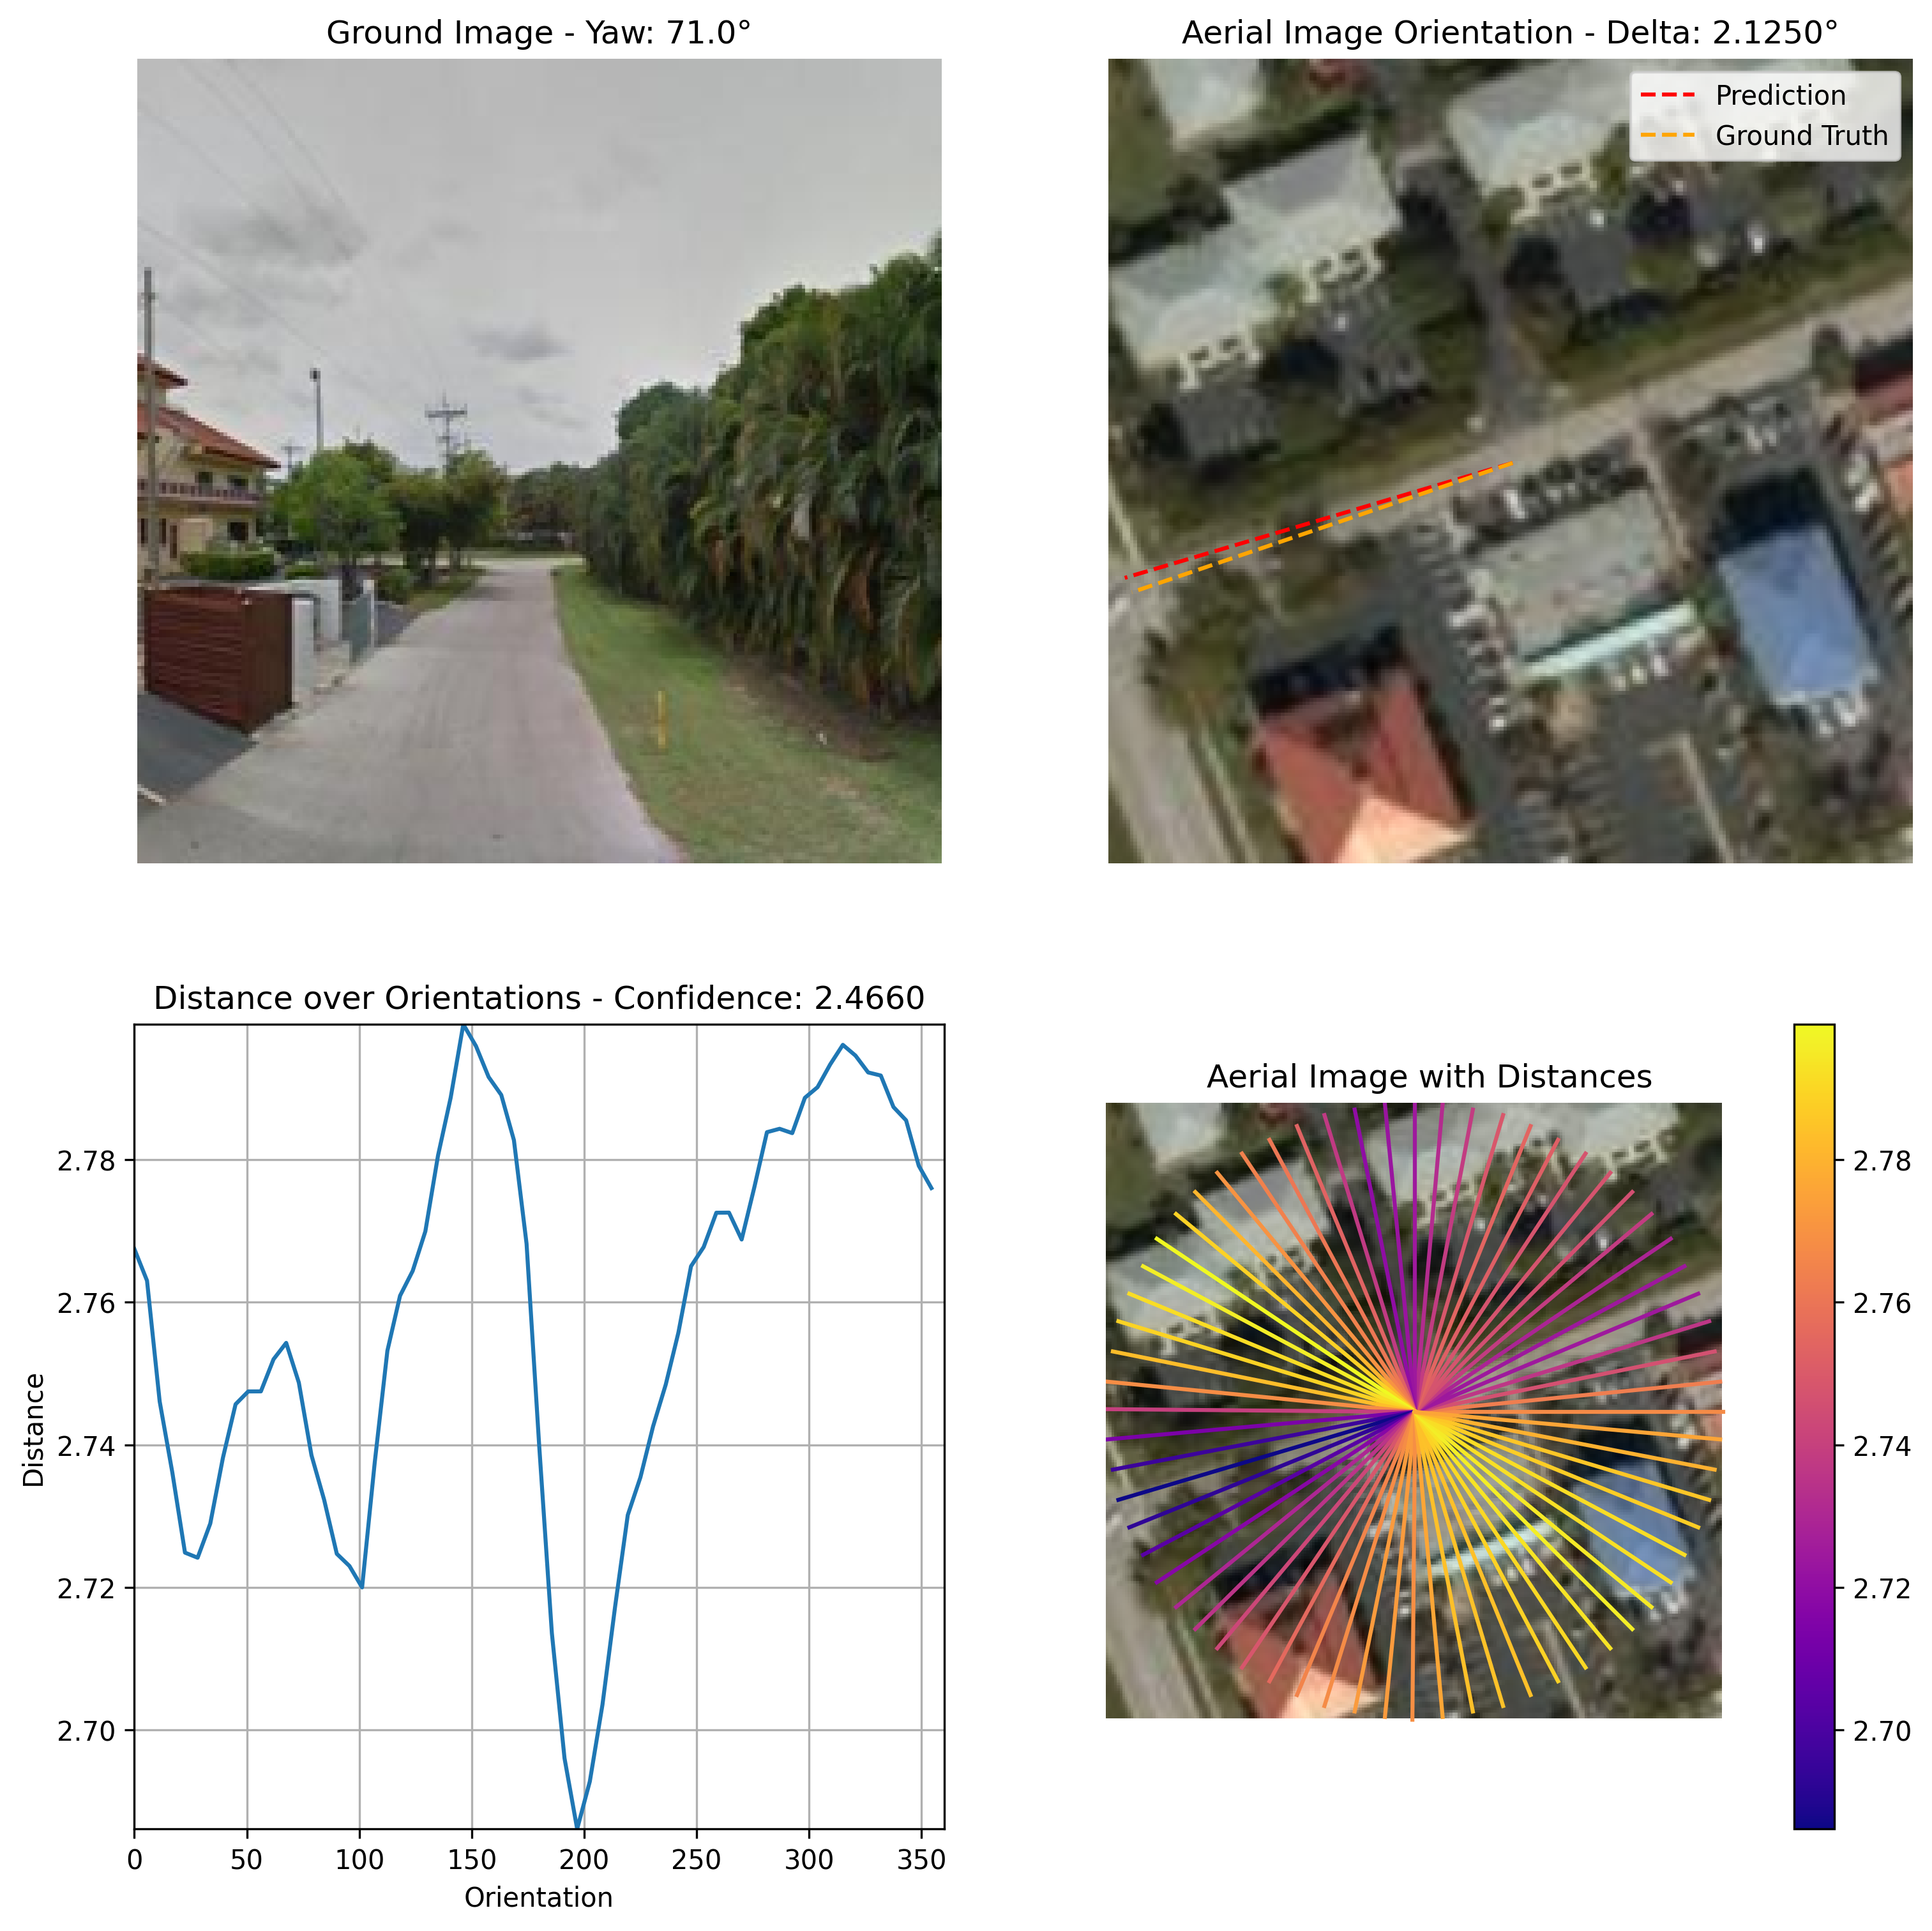 Ground Image - Yaw: 71.0°
Aerial Image Orientation - Delta: 2.1250°
Prediction
Ground Truth
Distance over Orientations - Confidence: 2.4660
Distance
2.78
2.76
2.74
2.72
2.70
0 50 100 150 200 250 300 350
Orientation
Aerial Image with Distances
2.78
2.76
2.74
2.72
2.70